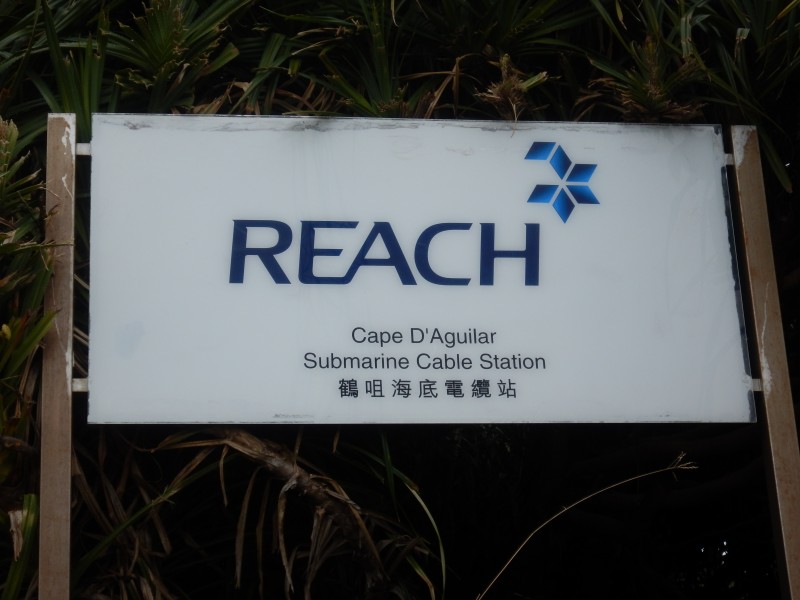 REACH
Cape D'Aguilar
Submarine Cable Station
鶴咀海底電纜站